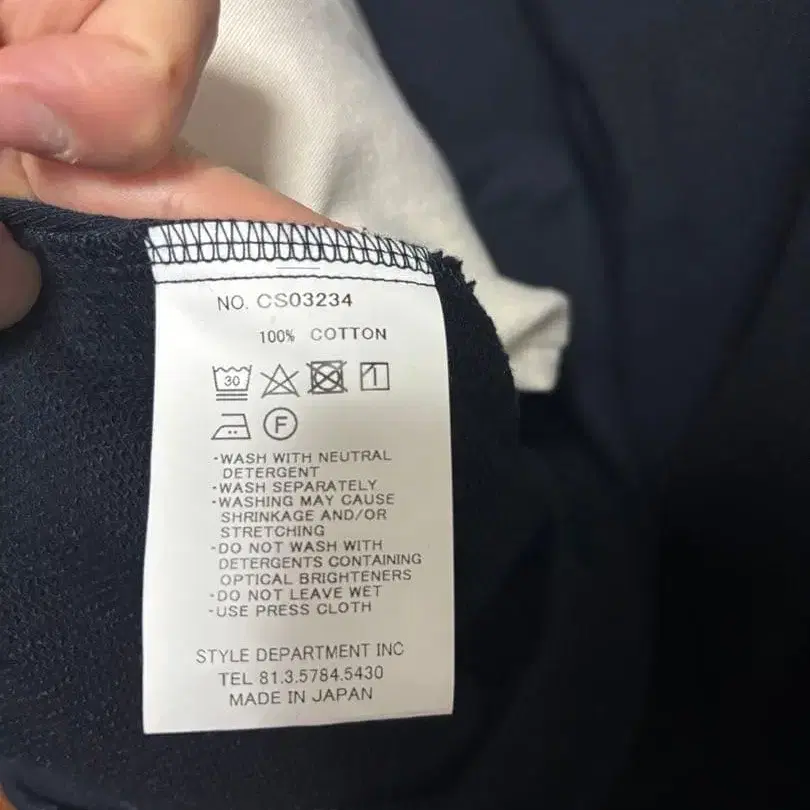 NO. CS03234
100% COTTON
30
F
·WASH WITH NEUTRAL
DETERGENT
·WASH SEPARATELY
·WASHING MAY CAUSE
SHRINKAGE AND/OR
STRETCHING
·DO NOT WASH WITH
DETERGENTS CONTAINING
OPTICAL BRIGHTENERS
·DO NOT LEAVE WET
·USE PRESS CLOTH
STYLE DEPARTMENT INC
TEL 81.3.5784.5430
MADE IN JAPAN